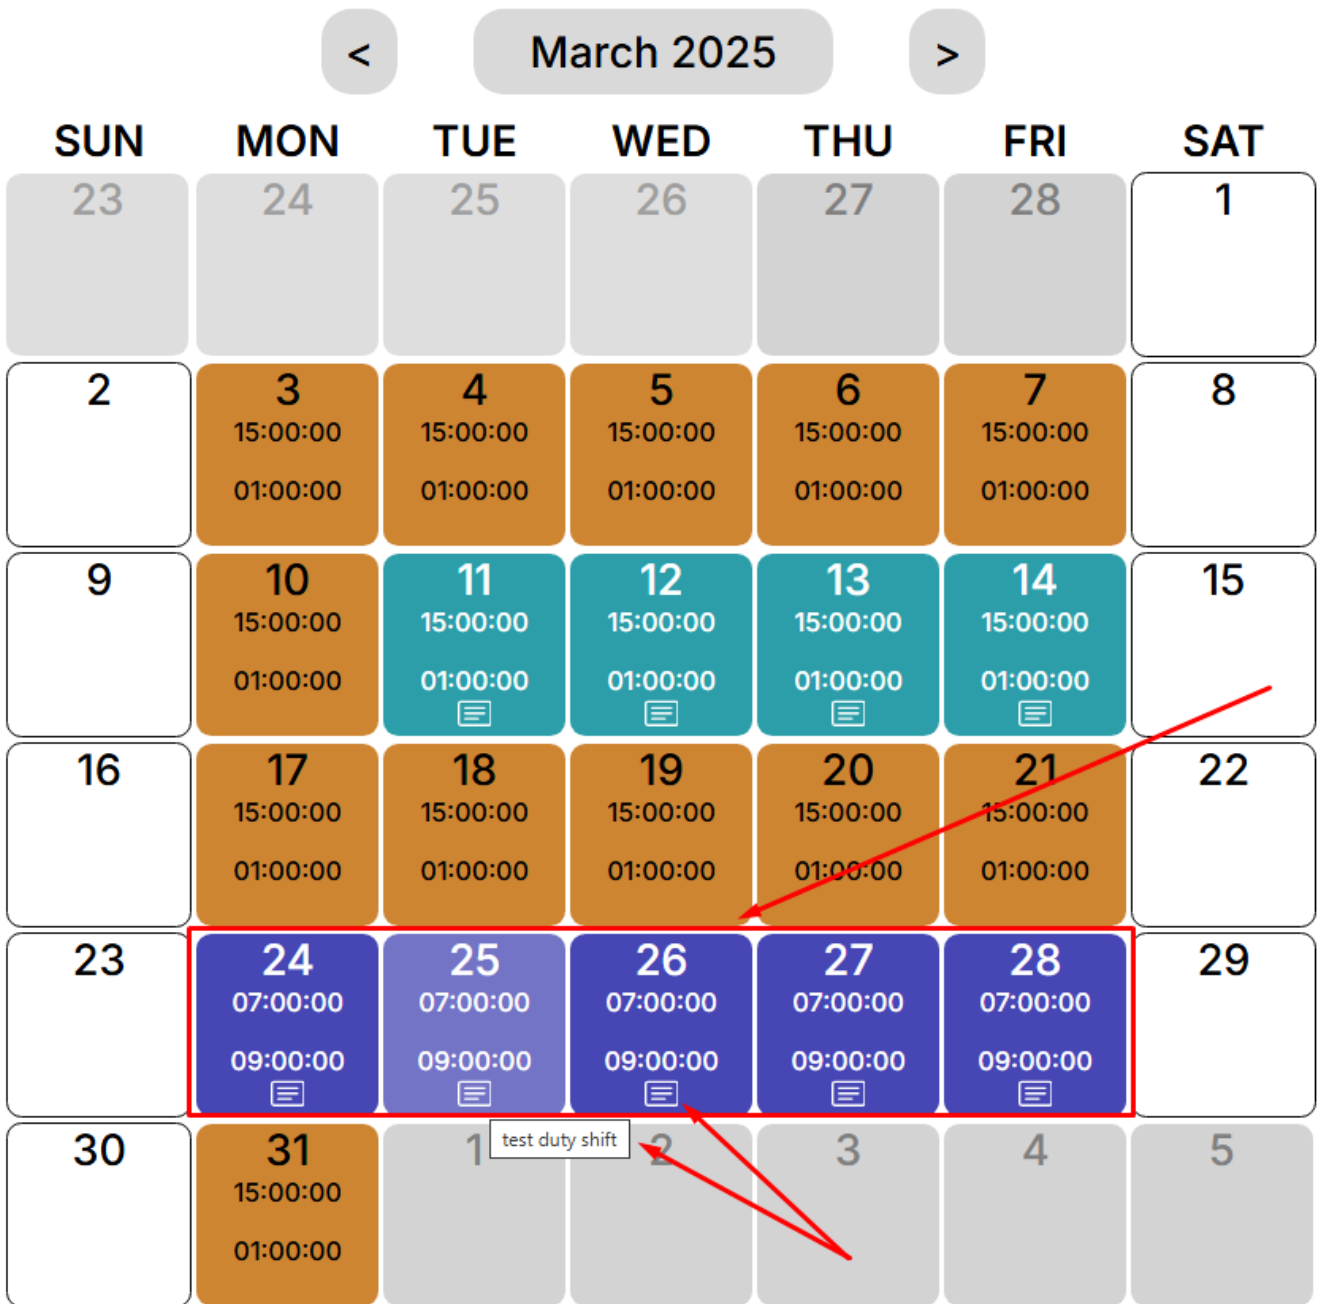 < March 2025 >
SUN MON TUE WED THU FRI SAT
23 24 25 26 27 28 1
2 3 4 5 6 7 8
15:00:00 15:00:00 15:00:00 15:00:00 15:00:00
01:00:00 01:00:00 01:00:00 01:00:00 01:00:00
9 10 11 12 13 14 15
15:00:00 15:00:00 15:00:00 15:00:00 15:00:00
01:00:00 01:00:00 01:00:00 01:00:00 01:00:00
16 17 18 19 20 21 22
15:00:00 15:00:00 15:00:00 15:00:00 15:00:00
01:00:00 01:00:00 01:00:00 01:00:00 01:00:00
23 24 25 26 27 28 29
07:00:00 07:00:00 07:00:00 07:00:00 07:00:00
09:00:00 09:00:00 09:00:00 09:00:00 09:00:00
30 31 1 test duty shift 2 3 4 5
15:00:00
01:00:00